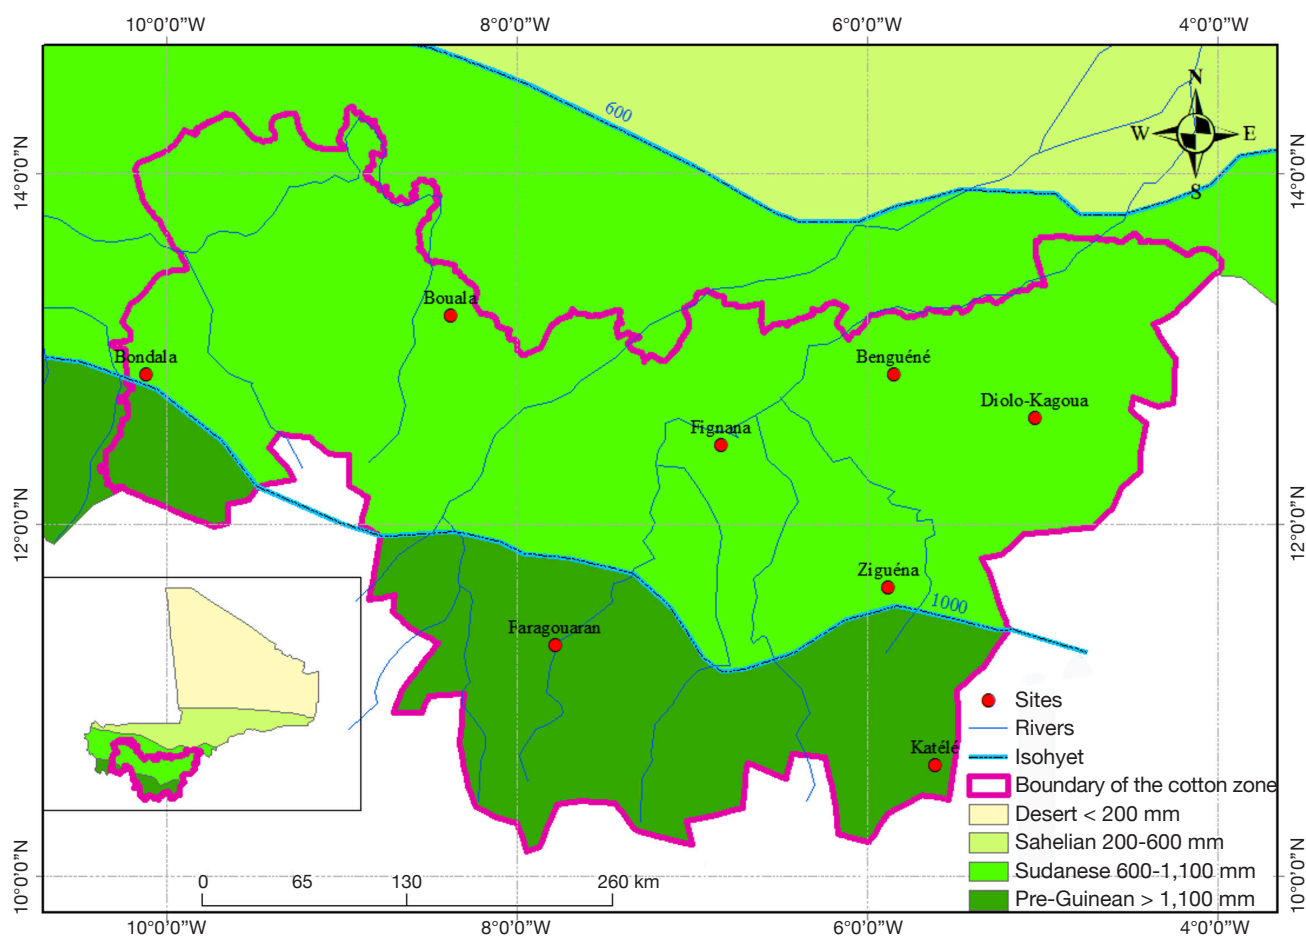 10°0'0"W 8°0'0"W 6°0'0"W 4°0'0"W
N
W E
S
600
14°0'0"N 14°0'0"N
Bouala
Bondala
Benguéné
Diolo-Kagoua
Fignana
12°0'0"N 12°0'0"N
Ziguéna
1000
Faragouaran
Katélé
Sites
Rivers
Isohyet
Boundary of the cotton zone
Desert < 200 mm
Sahelian 200-600 mm
Sudanese 600-1,100 mm
Pre-Guinean > 1,100 mm
10°0'0"N 10°0'0"N
0 65 130 260 km
10°0'0"W 8°0'0"W 6°0'0"W 4°0'0"W